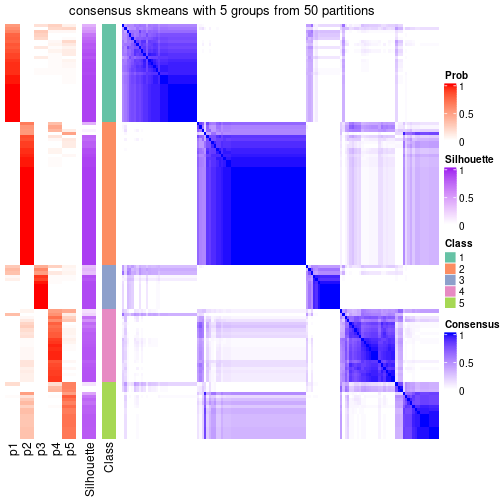 consensus skmeans with 5 groups from 50 partitions
Prob
1
0.5
0
Silhouette
1
0.5
0
Class
1
2
3
4
5
Consensus
1
0.5
0
p1
p2
p3
p4
p5
Silhouette
Class